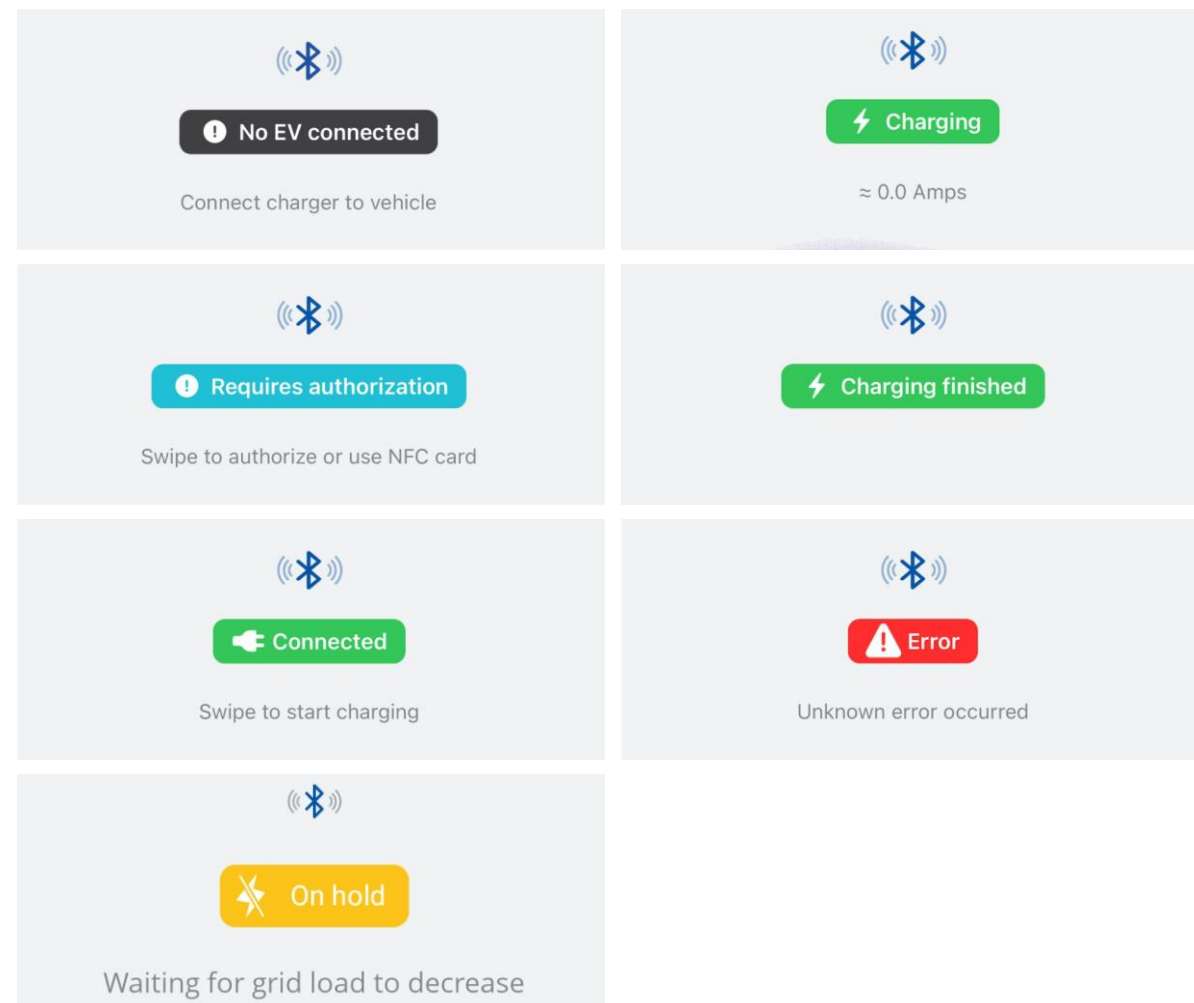 No EV connected
Connect charger to vehicle
Charging
≈ 0.0 Amps
Requires authorization
Swipe to authorize or use NFC card
Charging finished
Connected
Swipe to start charging
Error
Unknown error occurred
On hold
Waiting for grid load to decrease